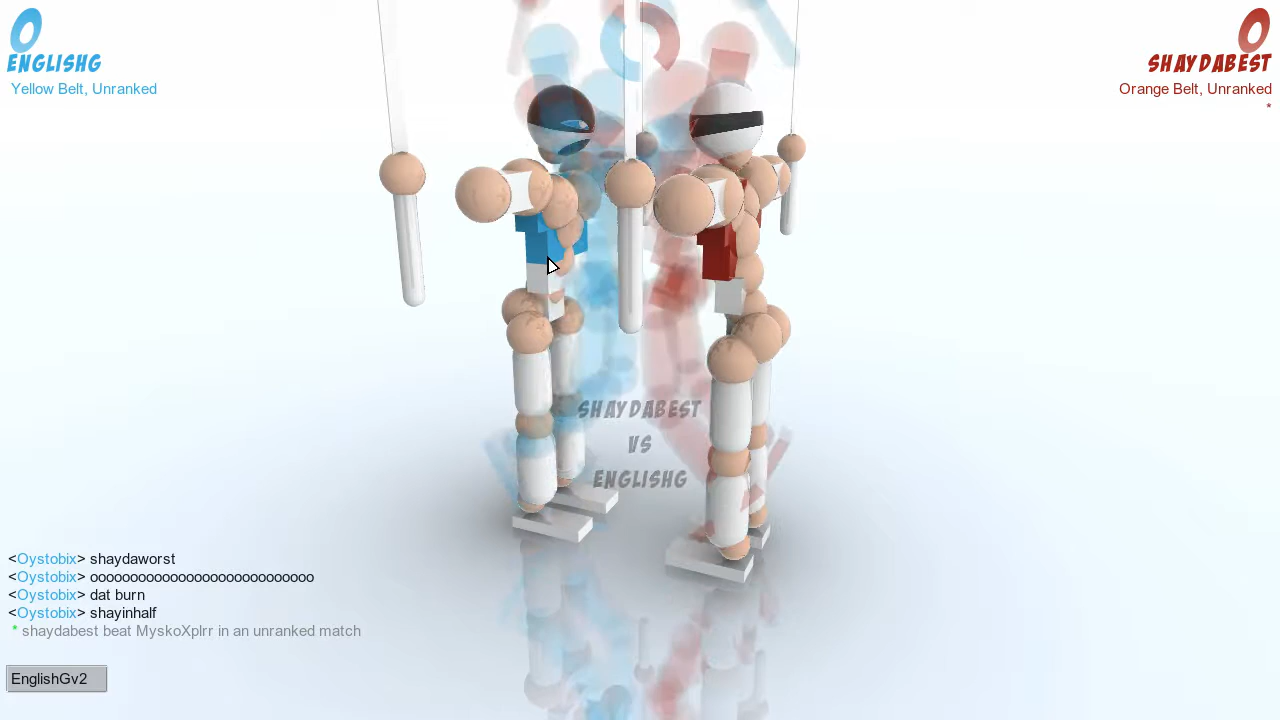 0
ENGLISHG
Yellow Belt, Unranked
0
SHAYDABEST
Orange Belt, Unranked
*
SHAYDABEST
VS
ENGLISHG
<Oystobix> shaydaworst
<Oystobix> oooooooooooooooooooooooooooo
<Oystobix> dat burn
<Oystobix> shayinhalf
* shaydabest beat MyskoXplrr in an unranked match
EnglishGv2